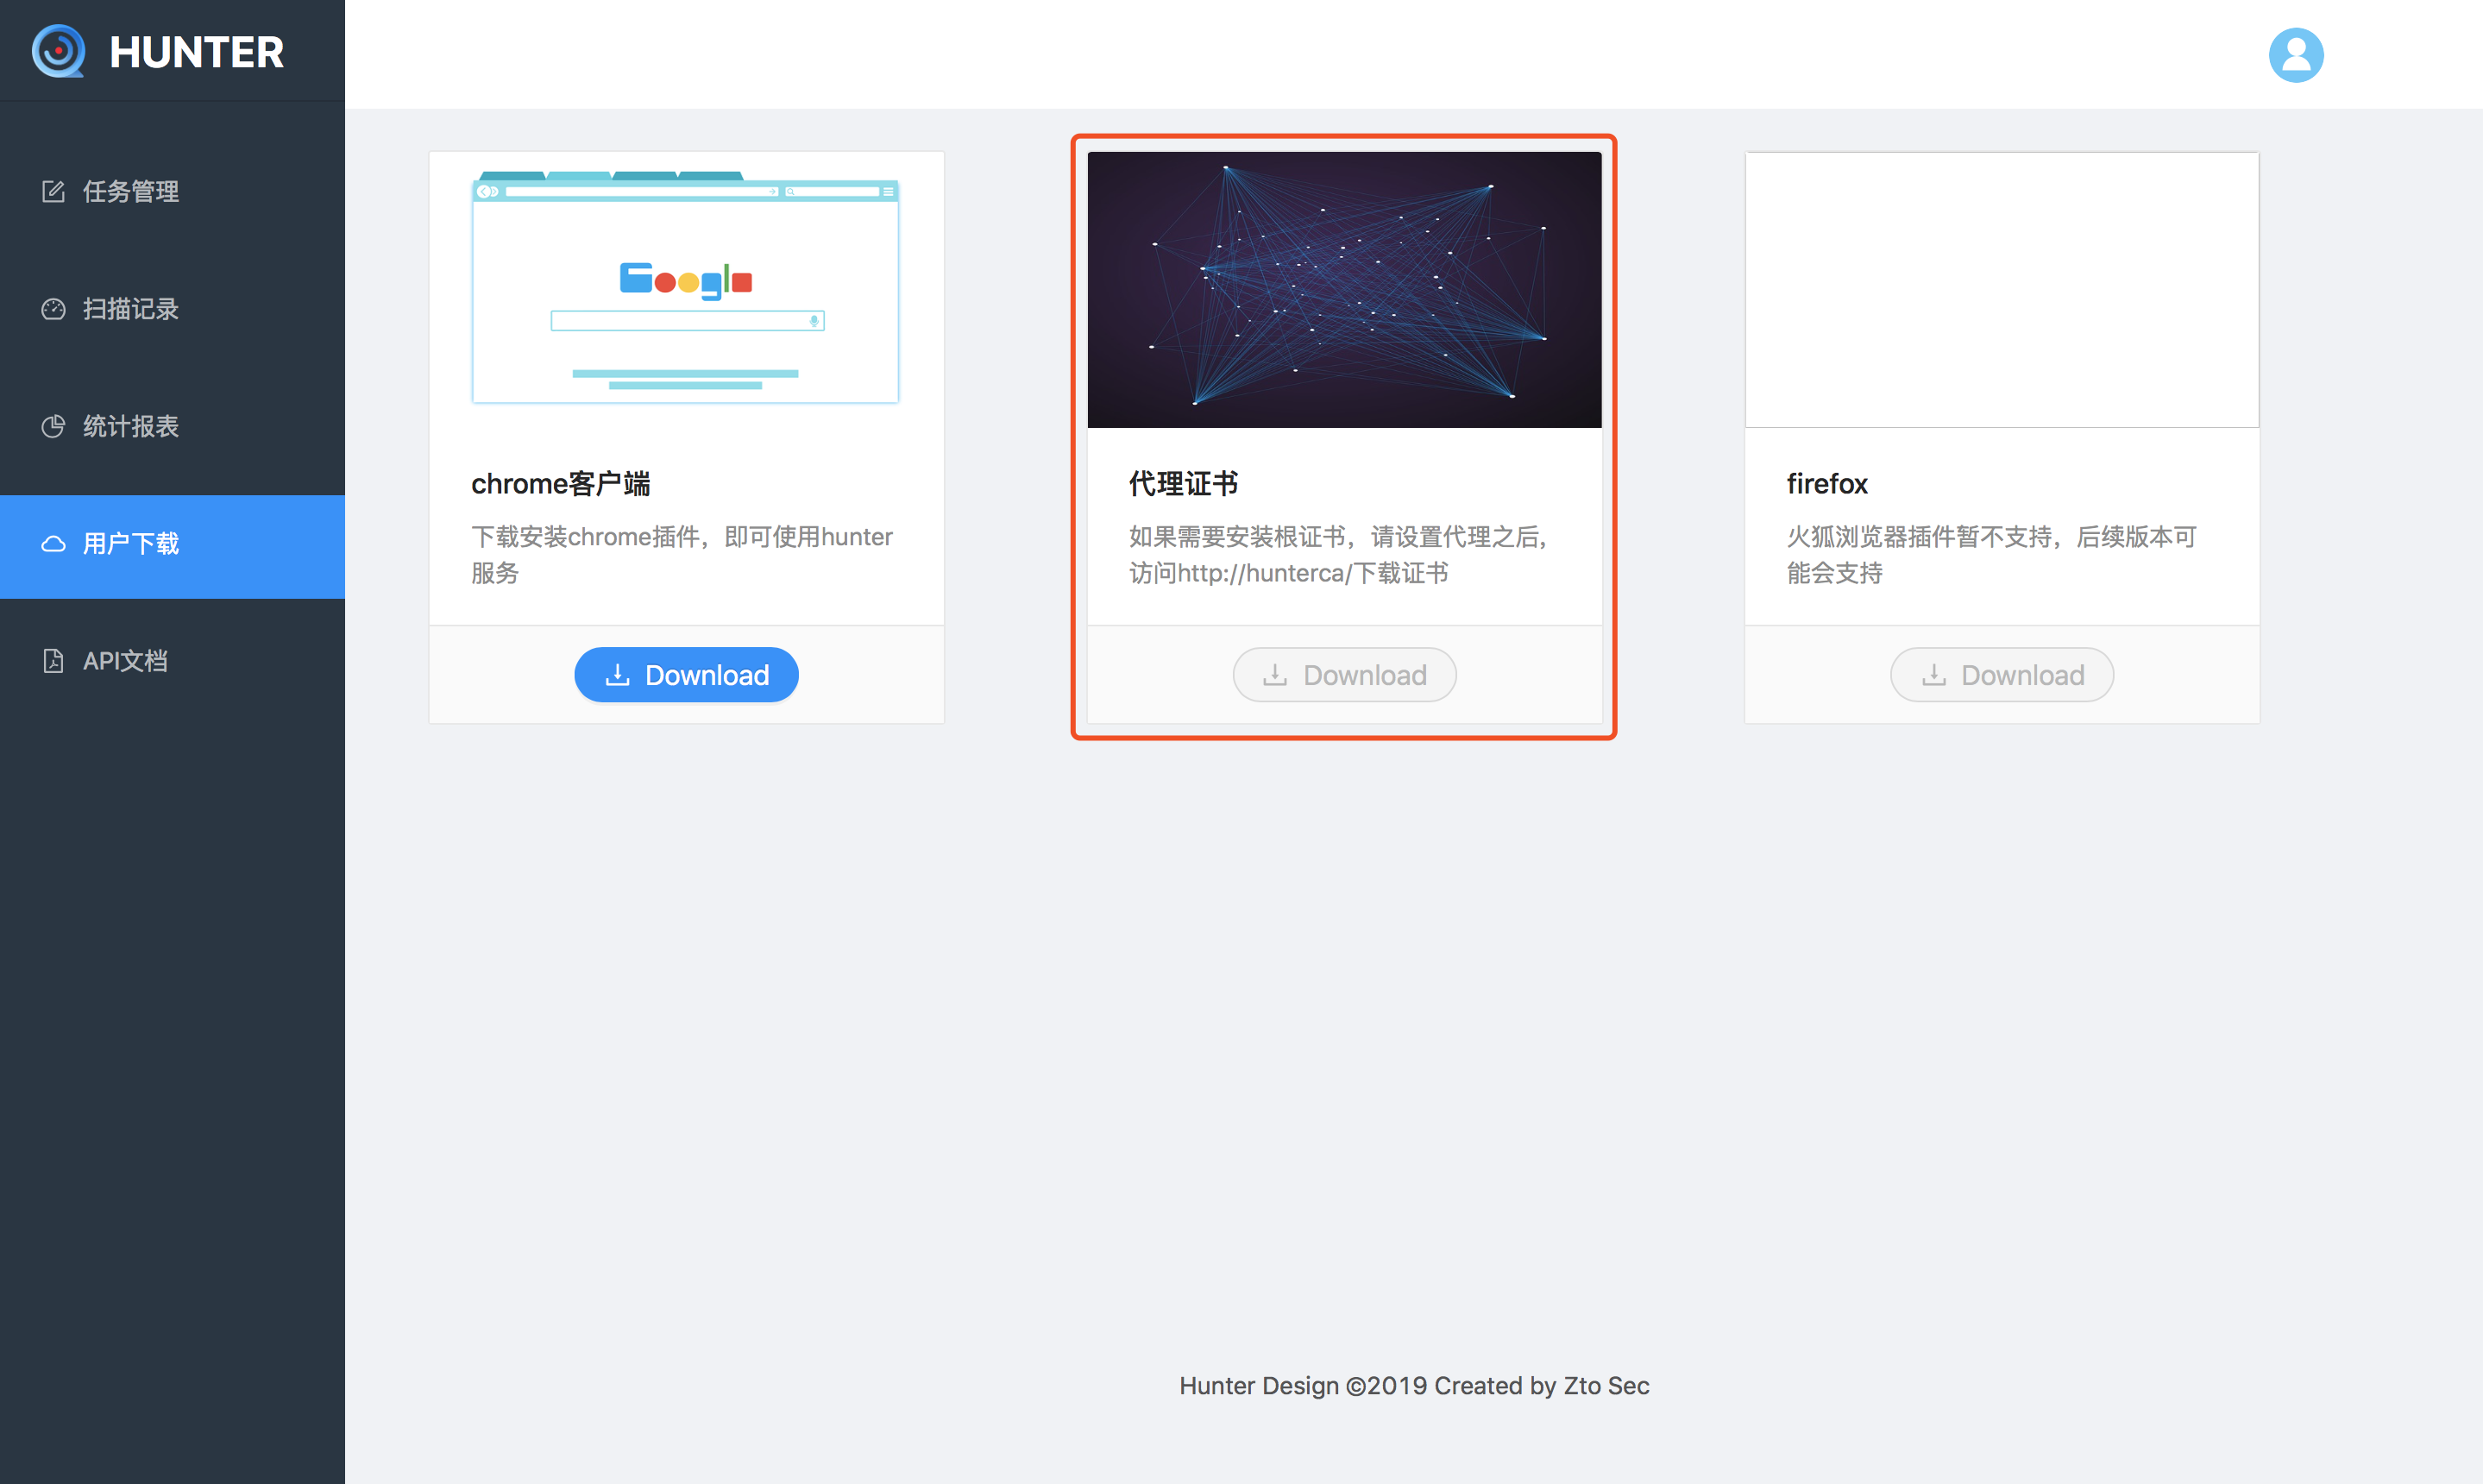 HUNTER
任务管理
扫描记录
统计报表
用户下载
API文档
Google
chrome客户端
下载安装chrome插件，即可使用hunter
服务
Download
代理证书
如果需要安装根证书，请设置代理之后，
访问http://hunterca/下载证书
Download
firefox
火狐浏览器插件暂不支持，后续版本可
能会支持
Download
Hunter Design ©2019 Created by Zto Sec